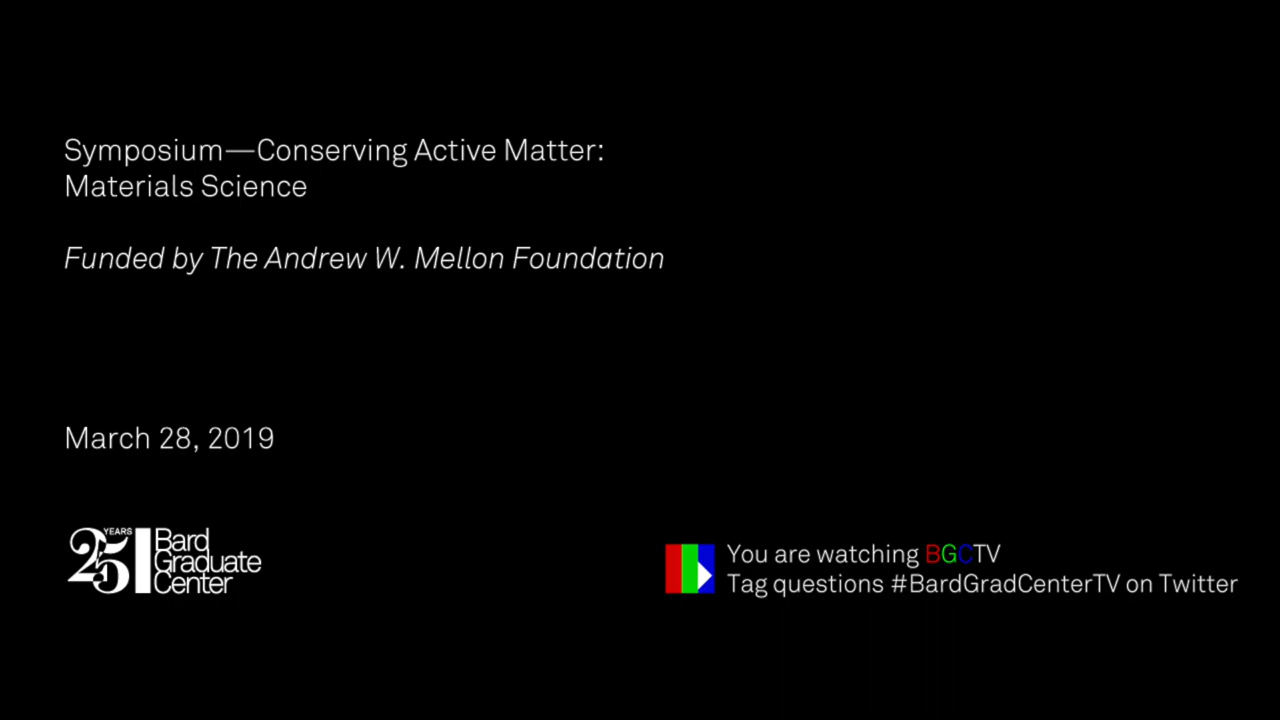 Symposium—Conserving Active Matter:
Materials Science
Funded by The Andrew W. Mellon Foundation
March 28, 2019
25 YEARS
Bard
Graduate
Center
You are watching BGCTV
Tag questions #BardGradCenterTV on Twitter